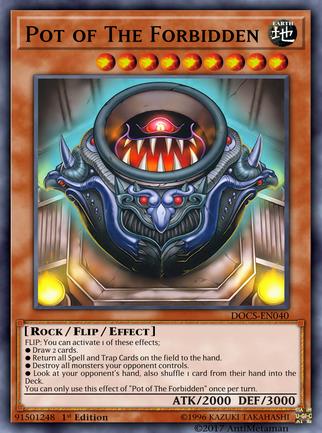 POT OF THE FORBIDDEN
EARTH
地
DOCS-EN040
[ROCK / FLIP / EFFECT]
FLIP: You can activate 1 of these effects;
● Draw 2 cards.
● Return all Spell and Trap Cards on the field to the hand.
● Destroy all monsters your opponent controls.
● Look at your opponent's hand, also shuffle 1 card from their hand into the
Deck.
You can only use this effect of "Pot of The Forbidden" once per turn.
ATK/2000 DEF/3000
91501248 1st Edition ©1996 KAZUKI TAKAHASHI
©2017 AntiMetaman